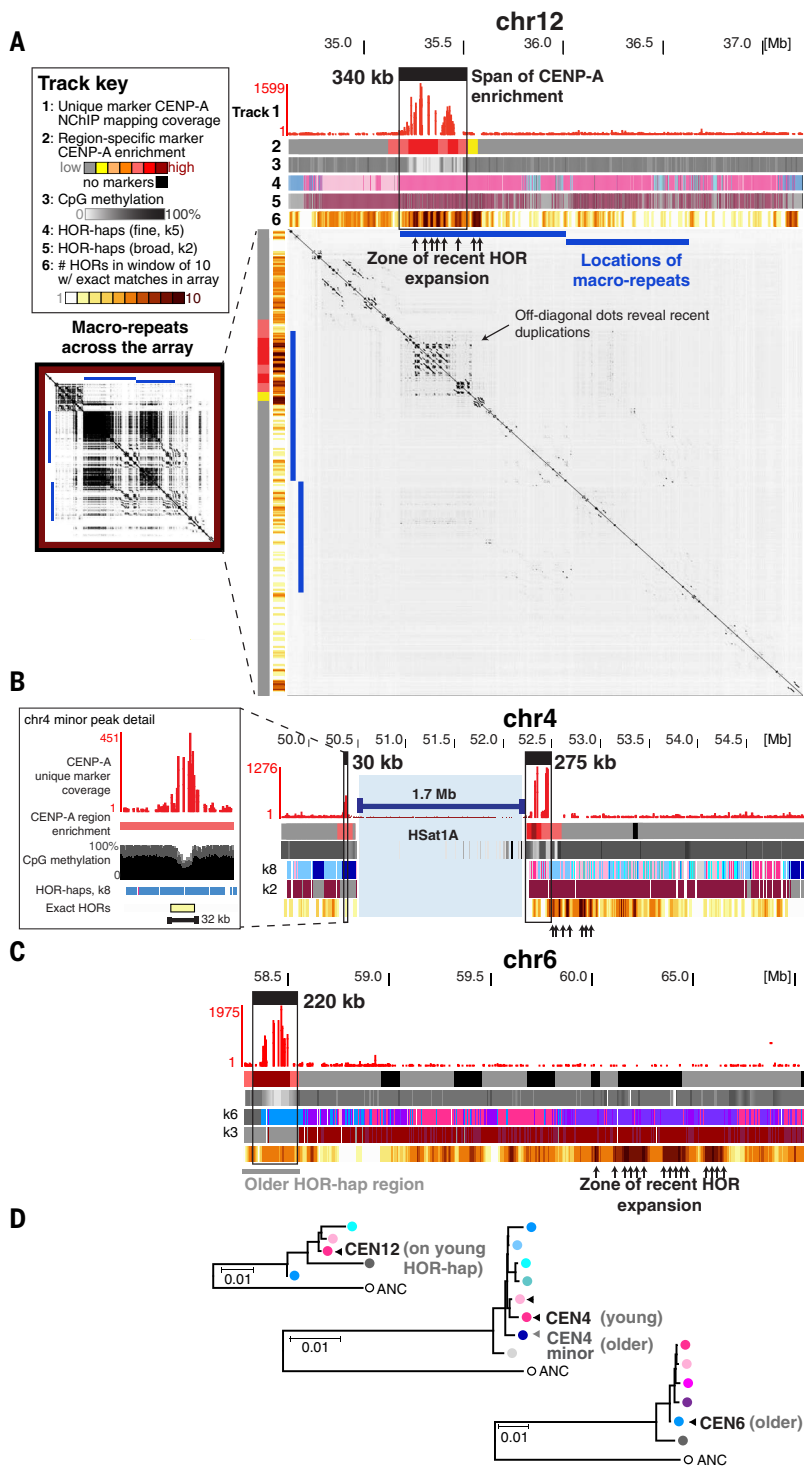 A
chr12
35.0 35.5 36.0 36.5 37.0 [Mb]
Track key
1: Unique marker CENP-A
NChIP mapping coverage
2: Region-specific marker
CENP-A enrichment
low high
no markers
3: CpG methylation
0 100%
4: HOR-haps (fine, k5)
5: HOR-haps (broad, k2)
6: # HORs in window of 10
w/ exact matches in array
1 10
340 kb
Span of CENP-A
enrichment
1599
Track 1
1
2
3
4
5
6
Zone of recent HOR
expansion
Locations of
macro-repeats
Off-diagonal dots reveal recent
duplications
Macro-repeats
across the array
B
chr4
50.0 50.5 51.0 51.5 52.0 52.5 53.0 53.5 54.0 54.5 [Mb]
chr4 minor peak detail
451
CENP-A
unique marker
coverage
1
CENP-A region
enrichment
100%
CpG methylation
0
HOR-haps, k8
Exact HORs
32 kb
30 kb
275 kb
1276
1
1.7 Mb
HSat1A
k8
k2
C
chr6
58.5 59.0 59.5 60.0 65.0 [Mb]
220 kb
1975
1
k6
k3
Older HOR-hap region
Zone of recent HOR
expansion
D
CEN12 (on young
HOR-hap)
0.01
ANC
CEN4 (young)
CEN4
minor (older)
0.01
ANC
CEN6 (older)
0.01
ANC